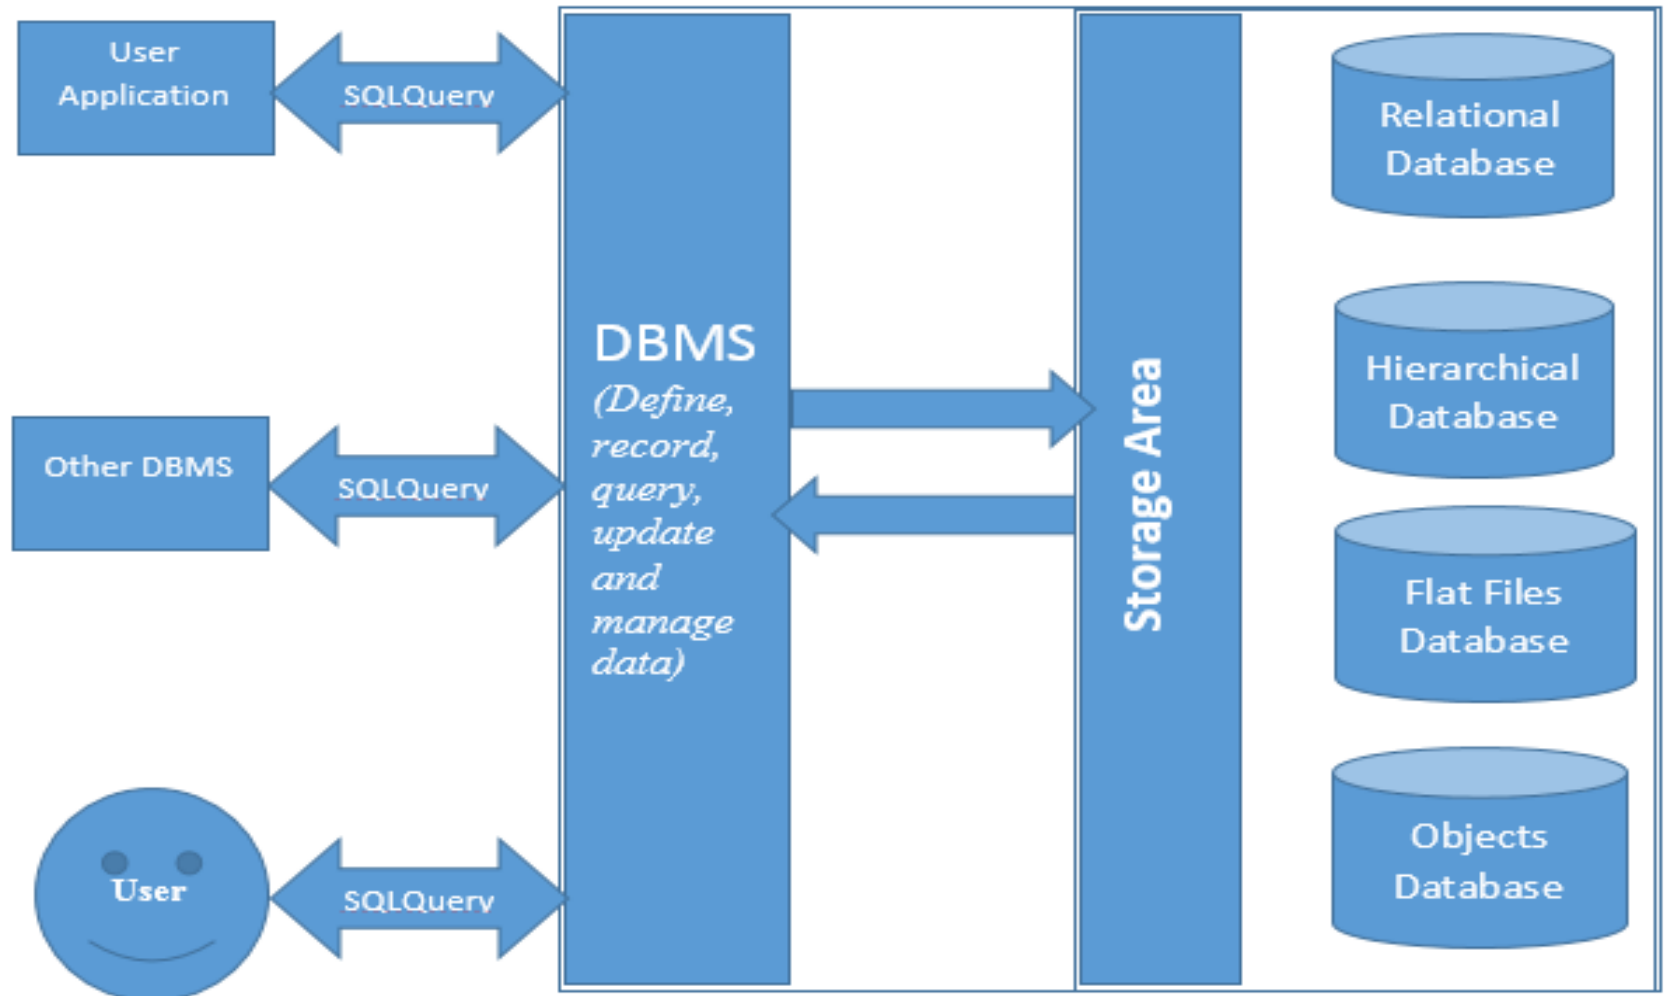 User
Application
SQLQuery
Other DBMS
SQLQuery
User
SQLQuery
DBMS
(Define,
record,
query,
update
and
manage
data)
Storage Area
Relational
Database
Hierarchical
Database
Flat Files
Database
Objects
Database